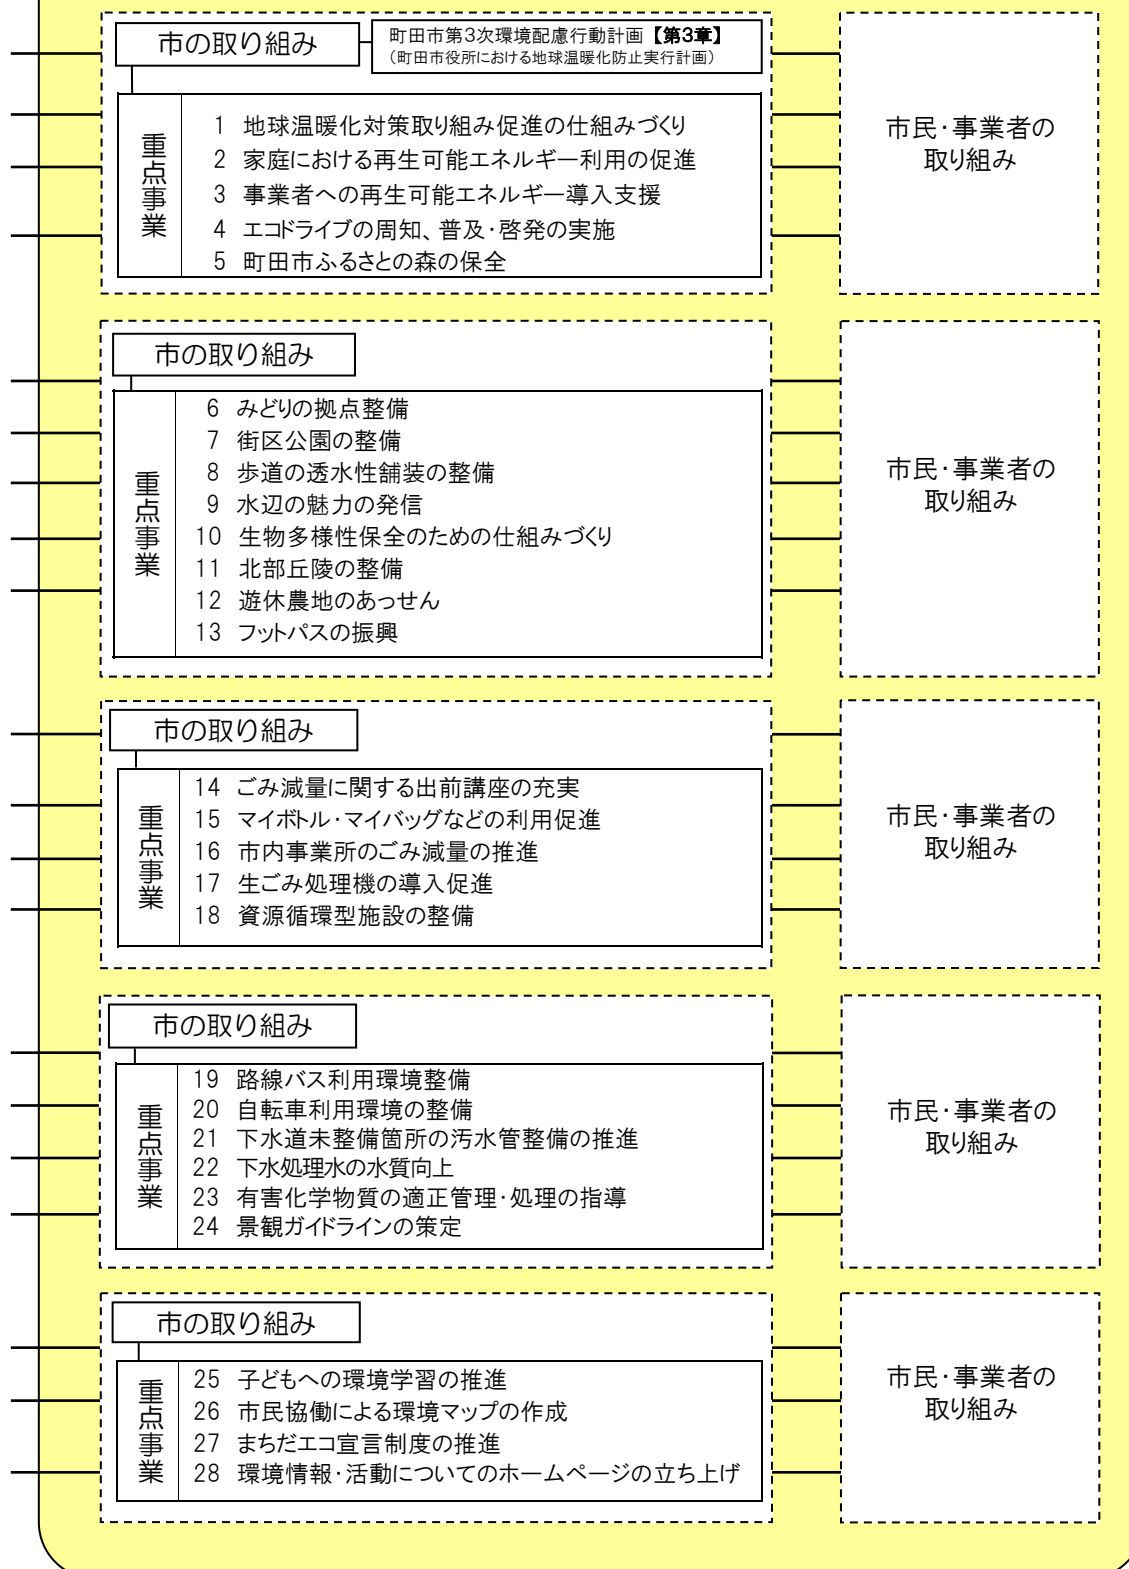 市の取り組み
町田市第3次環境配慮行動計画【第3章】
(町田市役所における地球温暖化防止実行計画)
重点事業
1 地球温暖化対策取り組み促進の仕組みづくり
2 家庭における再生可能エネルギー利用の促進
3 事業者への再生可能エネルギー導入支援
4 エコドライブの周知、普及・啓発の実施
5 町田市ふるさとの森の保全
市民・事業者の
取り組み
市の取り組み
重点事業
6 みどりの拠点整備
7 街区公園の整備
8 歩道の透水性舗装の整備
9 水辺の魅力の発信
10 生物多様性保全のための仕組みづくり
11 北部丘陵の整備
12 遊休農地のあっせん
13 フットパスの振興
市民・事業者の
取り組み
市の取り組み
重点事業
14 ごみ減量に関する出前講座の充実
15 マイボトル・マイバッグなどの利用促進
16 市内事業所のごみ減量の推進
17 生ごみ処理機の導入促進
18 資源循環型施設の整備
市民・事業者の
取り組み
市の取り組み
重点事業
19 路線バス利用環境整備
20 自転車利用環境の整備
21 下水道未整備箇所の汚水管整備の推進
22 下水処理水の水質向上
23 有害化学物質の適正管理・処理の指導
24 景観ガイドラインの策定
市民・事業者の
取り組み
市の取り組み
重点事業
25 子どもへの環境学習の推進
26 市民協働による環境マップの作成
27 まちだエコ宣言制度の推進
28 環境情報・活動についてのホームページの立ち上げ
市民・事業者の
取り組み